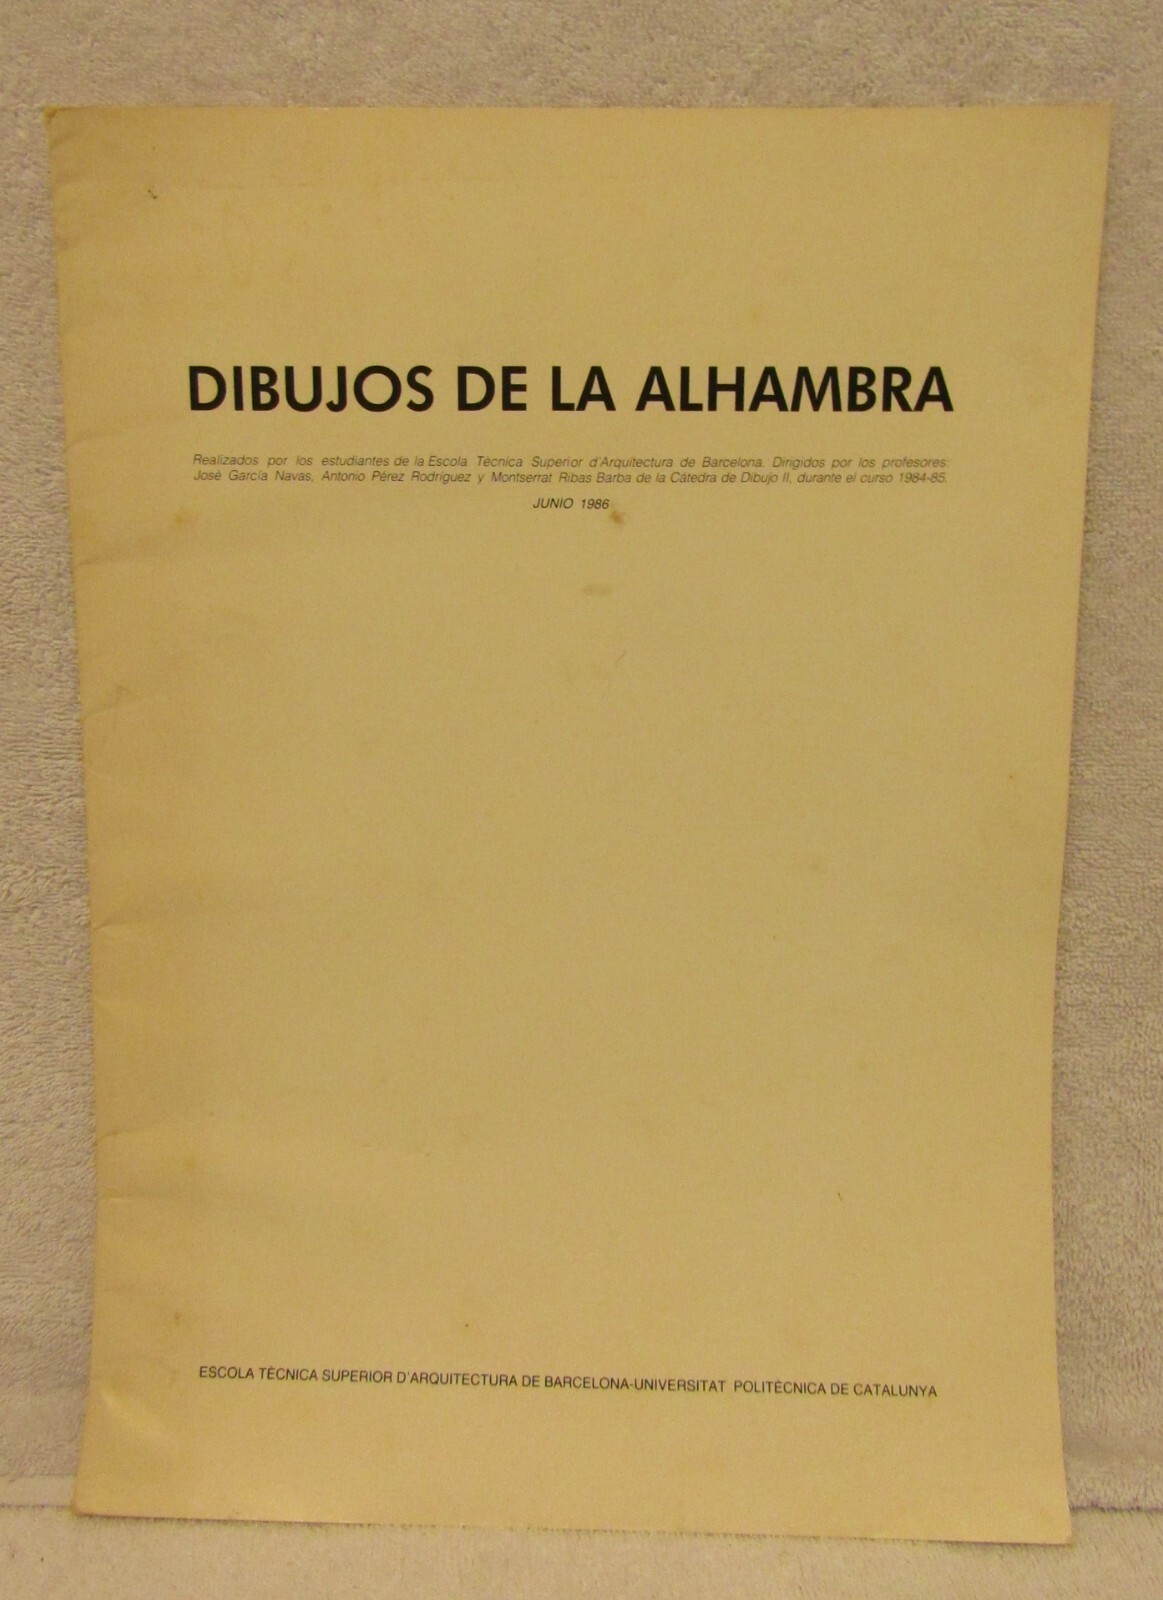 DIBUJOS DE LA ALHAMBRA
Realizados por los estudiantes de la Escola Tècnica Superior d'Arquitectura de Barcelona. Dirigidos por los profesores:
José García Navas, Antonio Pérez Rodríguez y Montserrat Ribas Barba de la Cátedra de Dibujo II, durante el curso 1984-85.
JUNIO 1986
ESCOLA TÈCNICA SUPERIOR D'ARQUITECTURA DE BARCELONA-UNIVERSITAT POLITÈCNICA DE CATALUNYA